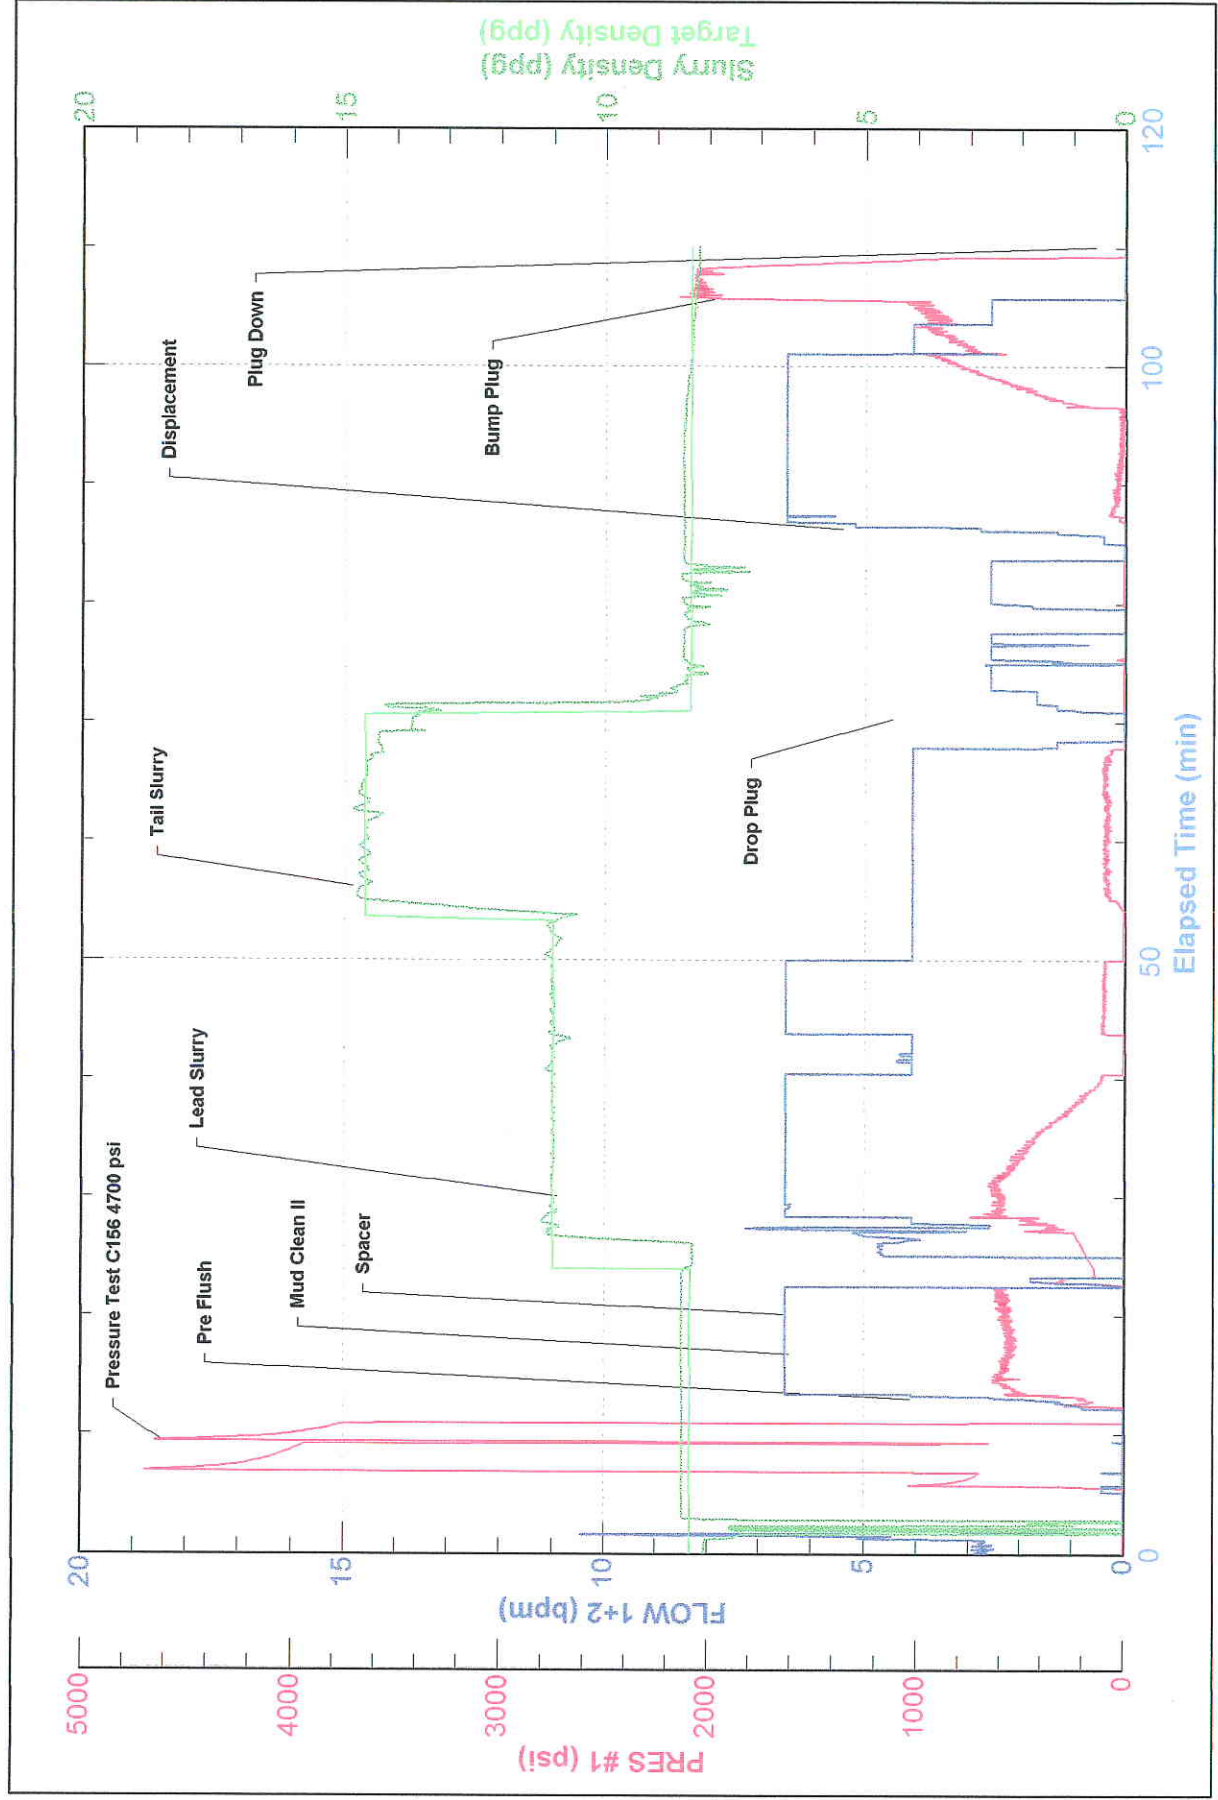 Pressure Test C166 4700 psi
Pre Flush
Mud Clean II
Spacer
Lead Slurry
Tail Slurry
Drop Plug
Displacement
Bump Plug
Plug Down
PRES #1 (psi)
5000
4000
3000
2000
1000
0
FLOW 1+2 (bpm)
20
15
10
5
0
Slurry Density (ppg)
Target Density (ppg)
20
15
10
5
0
0
50
100
120
Elapsed Time (min)